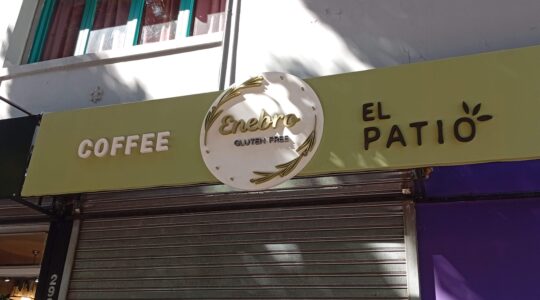 COFFEE
Enebro
GLUTEN FREE
EL
PATIO